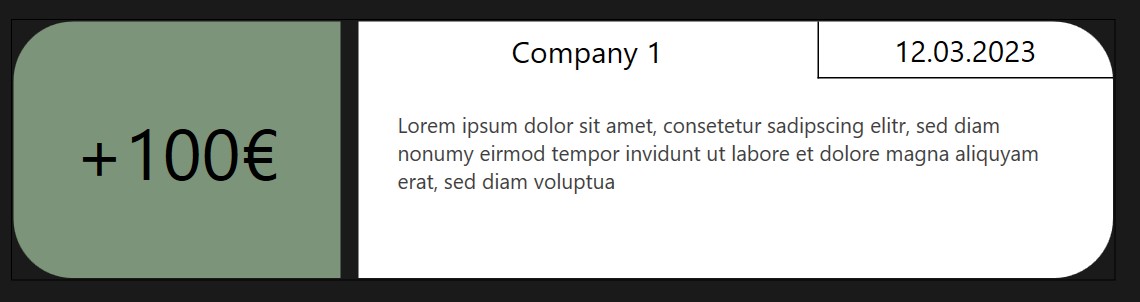 +100€
Company 1
12.03.2023
Lorem ipsum dolor sit amet, consetetur sadipscing elitr, sed diam
nonumy eirmod tempor invidunt ut labore et dolore magna aliquyam
erat, sed diam voluptua